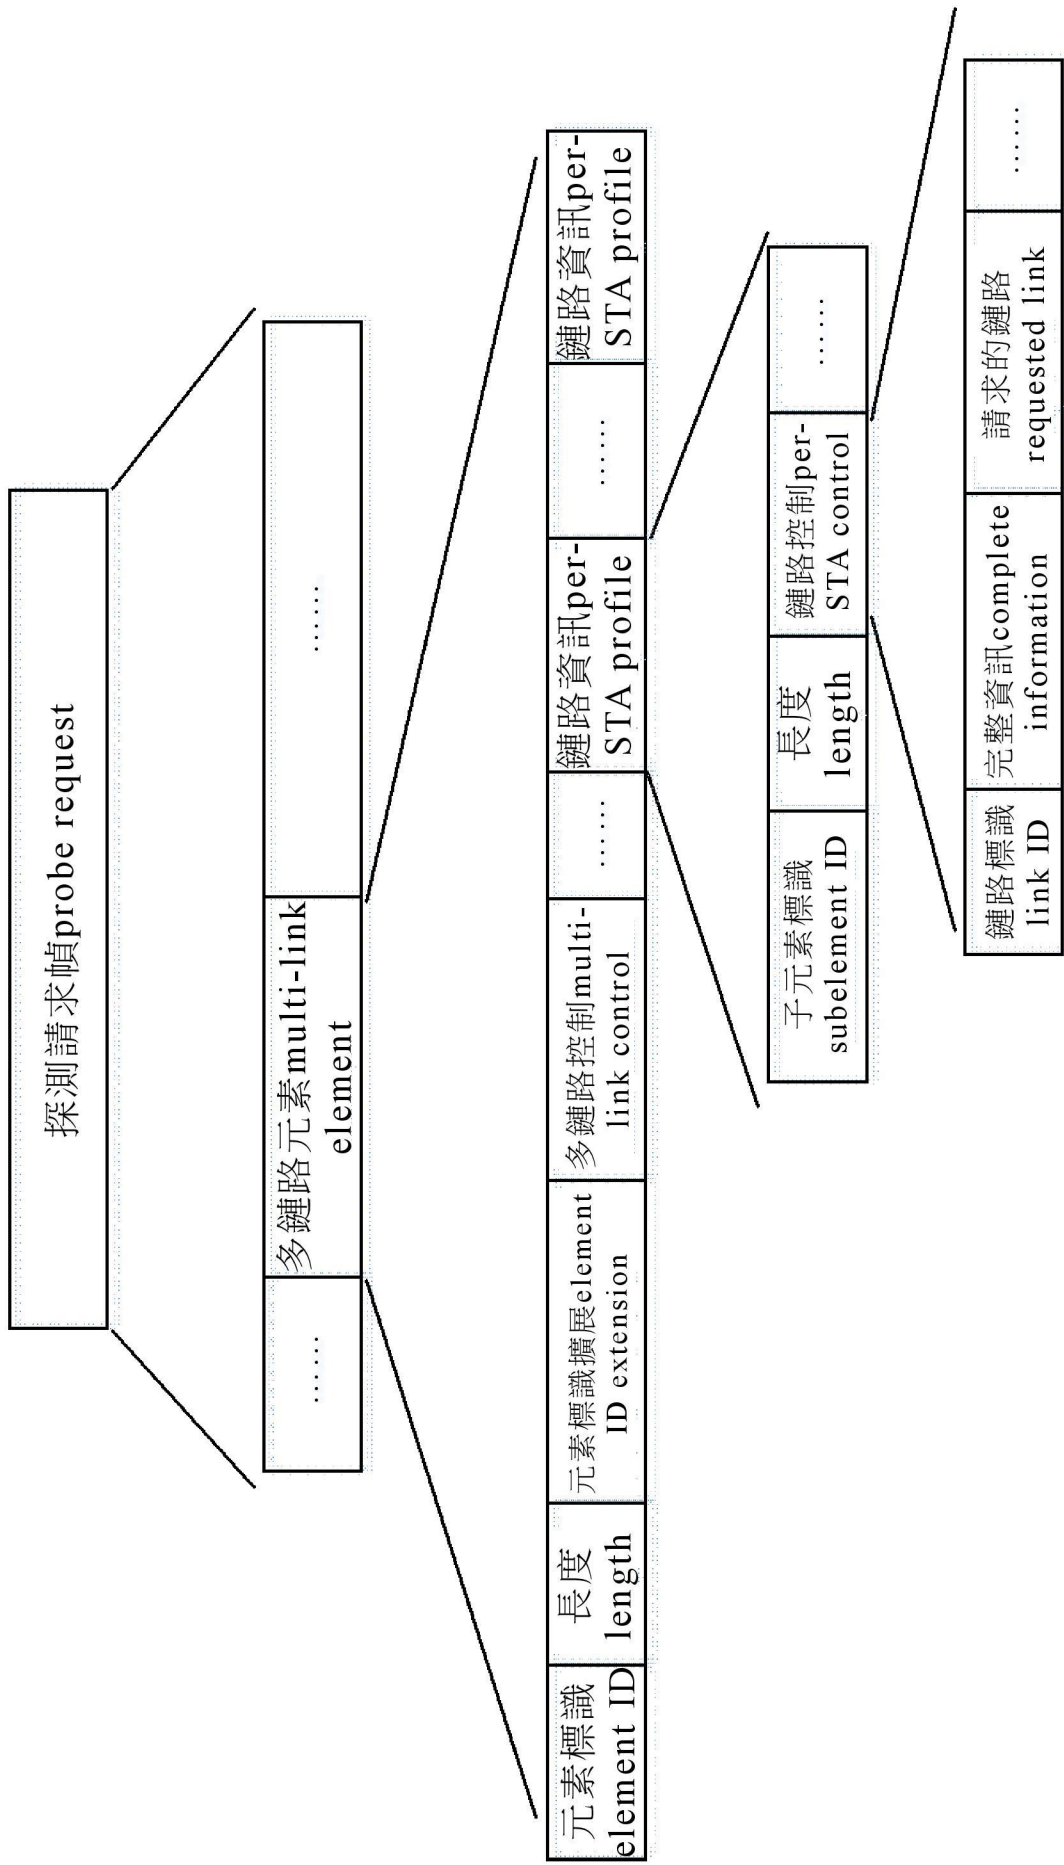 探測請求幀probe request
……
多鏈路元素multi-link
element
……
元素標識
element ID
長度
length
元素標識擴展element
ID extension
多鏈路控制multi-
link control
……
鏈路資訊per-
STA profile
……
鏈路資訊per-
STA profile
子元素標識
subelement ID
長度
length
鏈路控制per-
STA control
……
鏈路標識
link ID
完整資訊complete
information
請求的鏈路
requested link
……